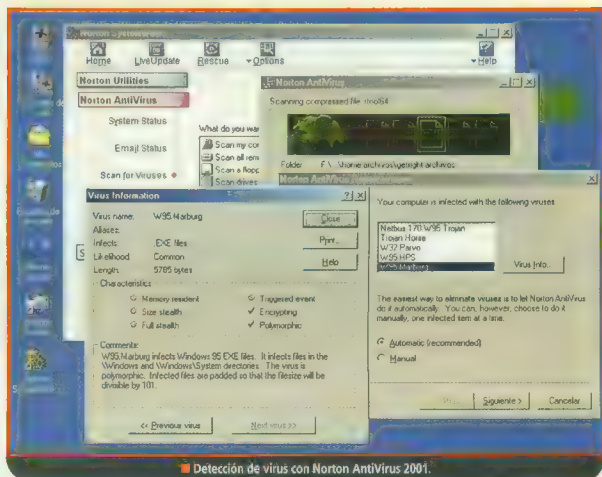 Norton Sys
Home LiveUpdate Rescue Options Help
Norton Utilities
Norton AntiVirus
System Status
Email Status
Scan for Viruses
What do you wan
Scan my com
Scan all rem
Scan a flopp
Scan drives
Norton AntiVirus
Scanning compressed file
Folder
Virus Information
Virus name: W95.Marburg
Aliases:
Infects: .EXE files
Likelihood: Common
Length: 5785 bytes
Close
Print..
Help
Characteristics
Memory resident Triggered event
Size stealth Encrypting
Full stealth Polymorphic
Comments:
W95.Marburg infects Windows 95 EXE files. It infects files in the
\Windows and \Windows\System directories. The virus is
polymorphic. Infected files are padded so that the filesize will be
divisible by 101.
<< Previous virus Next virus >>
Norton AntiVirus
Your computer is infected with the following viruses
Netbus.170.W95.Trojan
Trojan Horse
W32.Parvo
W95.HPS
W95.Marburg
Virus Info..
The easiest way to eliminate viruses is to let Norton AntiVirus
do it automatically. You can, however, choose to do it
manually, one infected item at a time.
Automatic (recommended)
Manual
Siguiente > Cancelar
Detección de virus con Norton AntiVirus 2001.